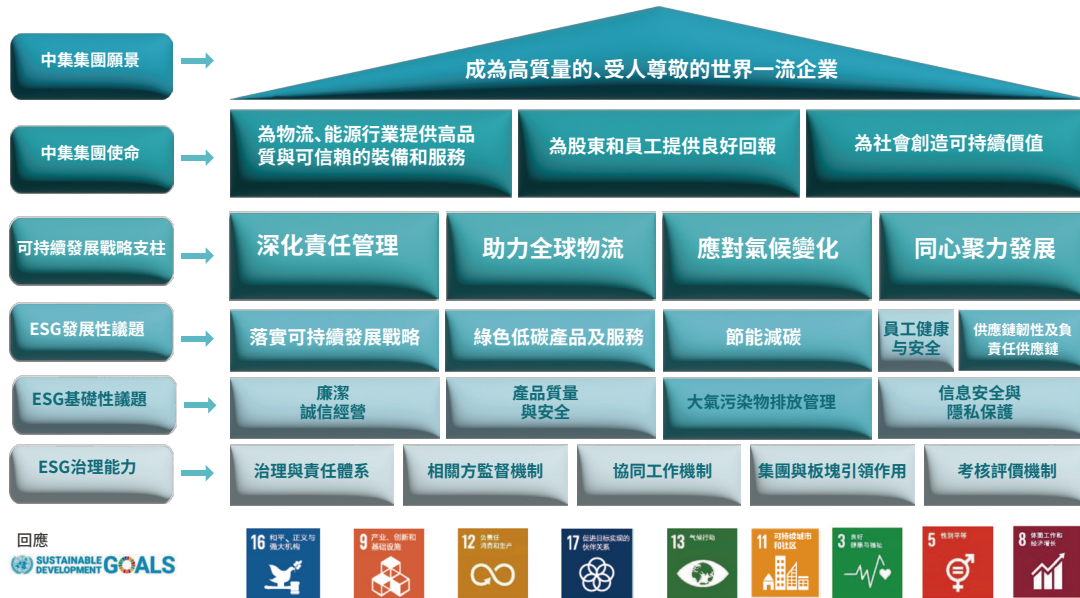 中集集團願景
成為高質量的、受人尊敬的世界一流企業
中集集團使命
為物流、能源行業提供高品
質與可信賴的裝備和服務
為股東和員工提供良好回報
為社會創造可持續價值
可持續發展戰略支柱
深化責任管理
助力全球物流
應對氣候變化
同心聚力發展
ESG發展性議題
落實可持續發展戰略
綠色低碳產品及服務
節能減碳
員工健康
与安全
供應鏈韌性及負
責任供應鏈
ESG基礎性議題
廉潔
誠信經營
產品質量
與安全
大氣污染物排放管理
信息安全與
隱私保護
ESG治理能力
治理與責任體系
相關方監督機制
協同工作機制
集團與板塊引領作用
考核評價機制
回應
SUSTAINABLE
DEVELOPMENT
GOALS
16 和平、正义与
强大机构
9 产业、创新和
基础设施
12 负责任
消费和生产
17 促进目标实现的
伙伴关系
13 气候行动
11 可持续城市
和社区
3 良好
健康与福祉
5 性别平等
8 体面工作和
经济增长